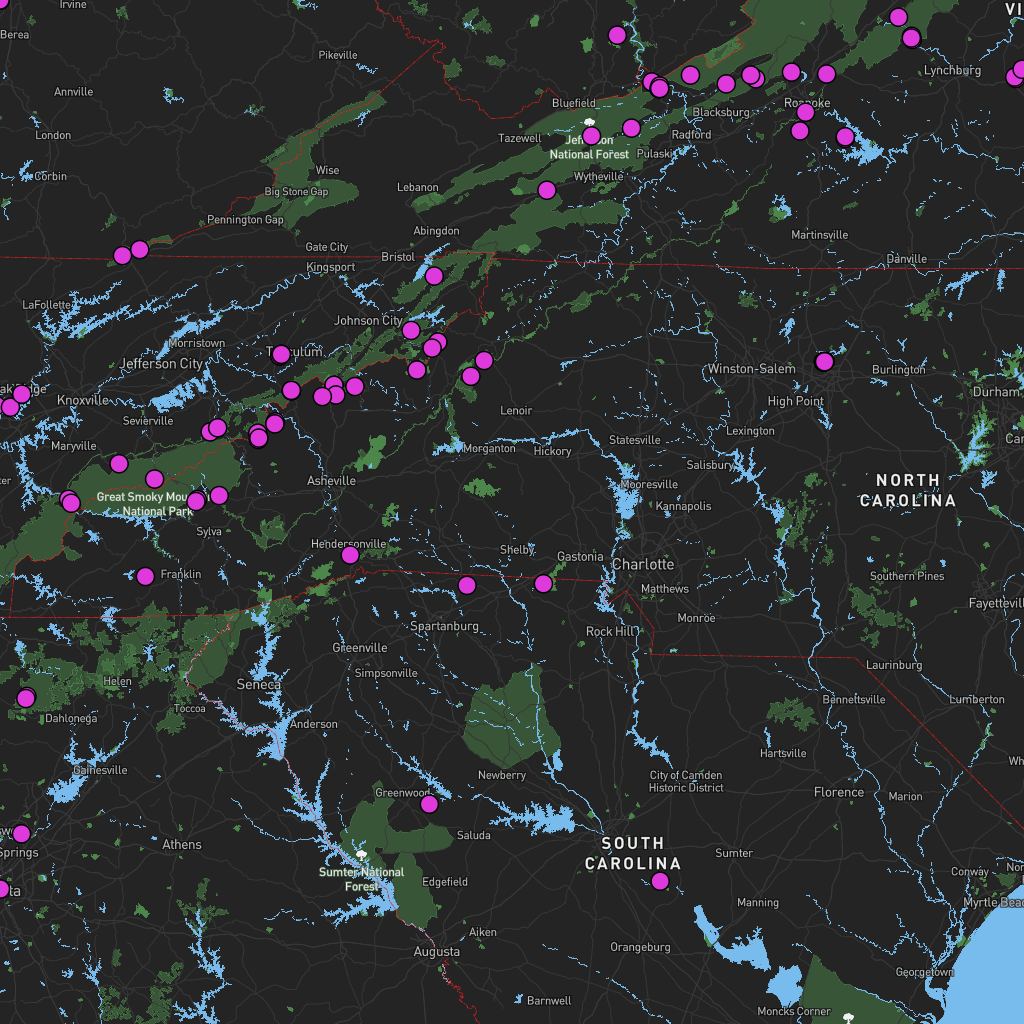 Irvine
VI
Berea
Pikeville
Annville
Lynchburg
Bluefield
Blacksburg
Roanoke
London
Tazewell
Radford
Jefferson
National Forest
Pulaski
Corbin
Wise
Wytheville
Lebanon
Big Stone Gap
Pennington Gap
Abingdon
Martinsville
Gate City
Bristol
Danville
Kingsport
LaFollette
Johnson City
Morristown
Tusculum
Jefferson City
Winston-Salem
Burlington
Oak Ridge
Knoxville
High Point
Durham
Sevierville
Lenoir
Lexington
Maryville
Morganton
Hickory
Statesville
Salisbury
Asheville
Mooresville
NORTH
CAROLINA
Great Smoky Mountains
National Park
Kannapolis
Sylva
Hendersonville
Shelby
Gastonia
Charlotte
Franklin
Southern Pines
Matthews
Fayetteville
Monroe
Spartanburg
Rock Hill
Greenville
Laurinburg
Helen
Seneca
Simpsonville
Bennettsville
Lumberton
Toccoa
Dahlonega
Anderson
Hartsville
Gainesville
Newberry
City of Camden
Historic District
Greenwood
Florence
Marion
Springs
Athens
Saluda
SOUTH
CAROLINA
Sumter
Sumter National
Forest
Edgefield
Conway
ta
Manning
Myrtle Beac
Aiken
Augusta
Orangeburg
Georgetown
Barnwell
Moncks Corner